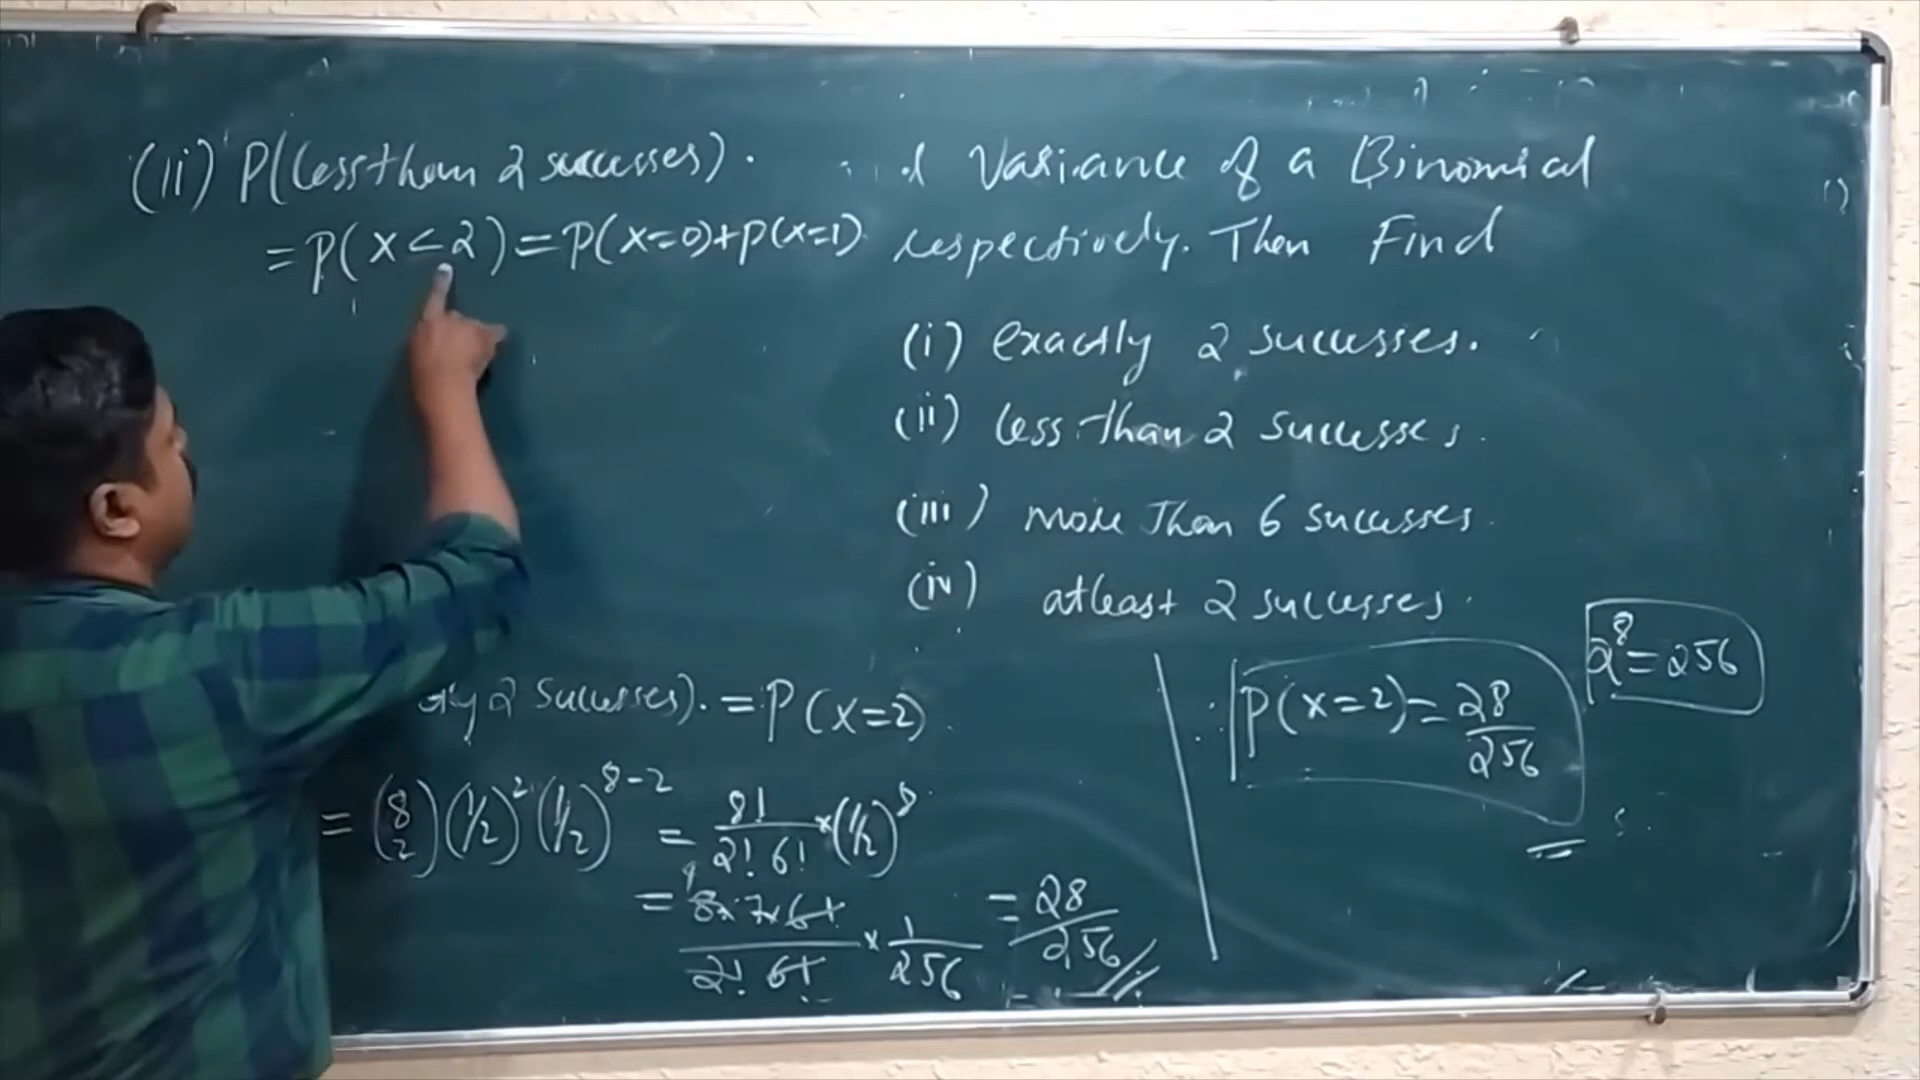 (ii) P(less than 2 successes).
= P(X<2) = P(X=0)+P(X=1)
Variance of a Binomial
respectively. Then Find
(i) exactly 2 successes.
(ii) less than 2 successes.
(iii) more Than 6 successes.
(iv) atleast 2 successes.
2 successes). = P(X=2).
= (8 2)(1/2)^2(1/2)^8-2 = 8!/2! 6! × (1/2)^8
= 8×7×6!/2! 6! × 1/256 = 28/256
∴ P(X=2) = 28/256
2^8 = 256